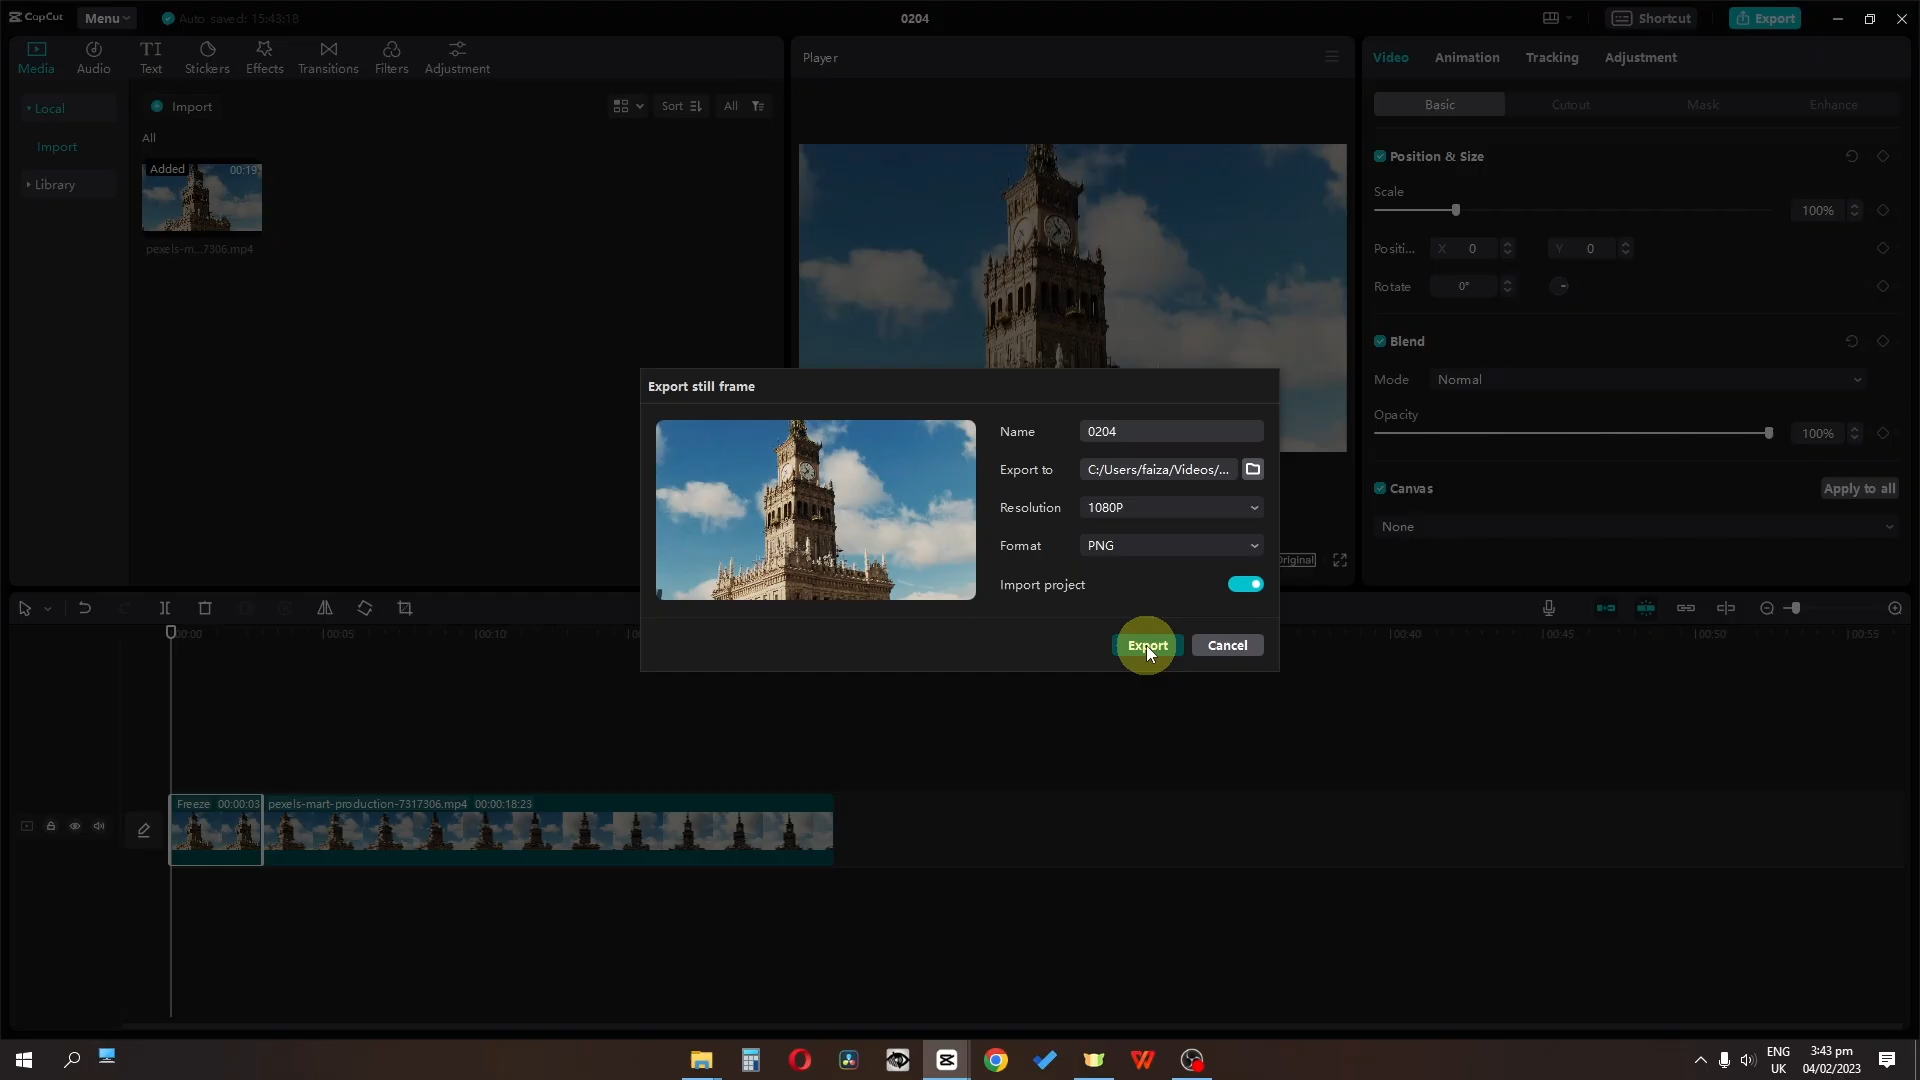 CapCut
Menu
Auto saved: 15:43:18
0204
Shortcut
Export
Media
Audio
TI
Text
Stickers
Effects
Transitions
Filters
Adjustment
Player
Video
Animation
Tracking
Adjustment
Local
Import
Sort
All
Basic
Cutout
Mask
Enhance
All
Import
Added
00:19
Library
pexels-m...7306.mp4
Position & Size
Scale
100%
Positi...
X
0
Y
0
Rotate
0°
Blend
Mode
Normal
Opacity
100%
Canvas
Apply to all
None
Export still frame
Name
0204
Export to
C:/Users/faiza/Videos/...
Resolution
1080P
Format
PNG
Import project
Export
Cancel
Original
00:00
00:05
00:10
00:40
00:45
00:50
00:55
Freeze 00:00:03
pexels-mart-production-7317306.mp4 00:00:18:23
ENG
UK
3:43 pm
04/02/2023